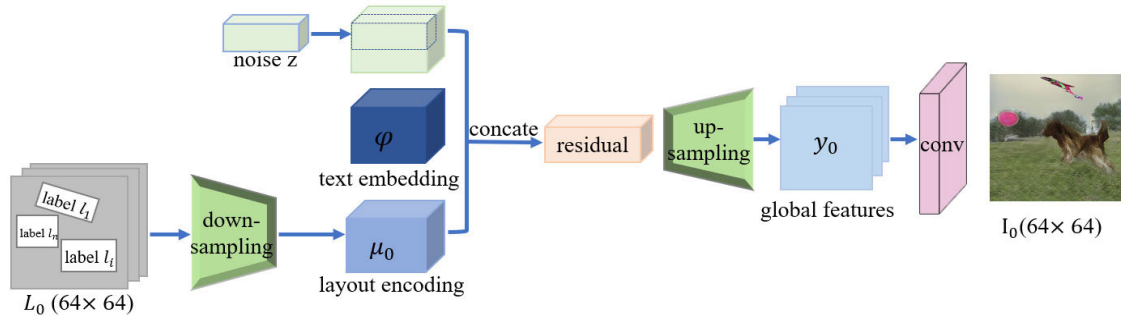 noise z
φ
text embedding
concate
label l₁
label lₙ
label lᵢ
L₀ (64× 64)
down-
sampling
μ₀
layout encoding
residual
up-
sampling
y₀
global features
conv
I₀(64× 64)